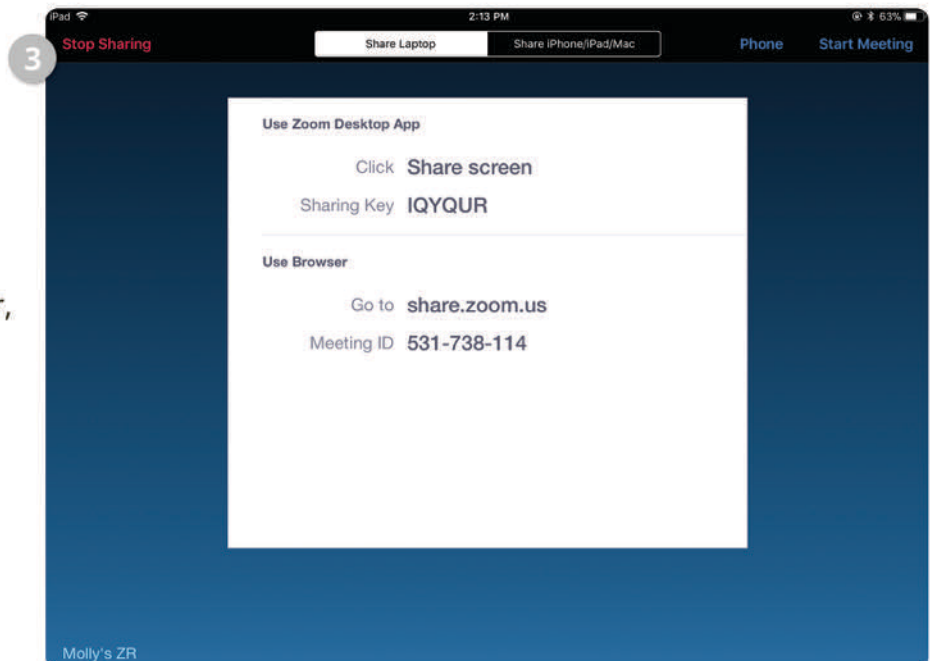 iPad 2:13 PM 63%
3
Stop Sharing Share Laptop Share iPhone/iPad/Mac Phone Start Meeting
Use Zoom Desktop App
Click Share screen
Sharing Key IQYQUR
Use Browser
Go to share.zoom.us
Meeting ID 531-738-114
Molly's ZR